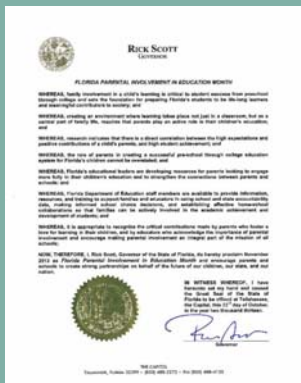 RICK SCOTT
GOVERNOR
FLORIDA PARENTAL INVOLVEMENT IN EDUCATION MONTH
WHEREAS, family involvement in a child's learning is critical to student success from preschool
through college and sets the foundation for preparing Florida's students to be life-long learners
and meaningful contributors to society; and
WHEREAS, creating an environment where learning takes place not just in a classroom, but as a
central part of family life, requires that parents play an active role in their children's education;
and
WHEREAS, research indicates that there is a direct correlation between the high expectations and
positive contributions of a child's parents, and high student achievement; and
WHEREAS, the role of parents in creating a successful preschool through college education
system for Florida's children cannot be overstated; and
WHEREAS, Florida's educational leaders are developing resources for parents looking to engage
more fully in their children's education and to strengthen the connections between parents and
schools; and
WHEREAS, Florida Department of Education staff members are available to provide information,
resources, and training to support families and educators in using school and state accountability
data, making informed school choice decisions, and establishing effective home-school
collaborations so that families can be actively involved in the academic achievement and
development of students; and
WHEREAS, it is appropriate to recognize the critical contributions made by parents who foster a
love for learning in their children, and by educators who acknowledge the importance of parental
involvement and encourage making parental involvement an integral part of the mission of all
schools;
NOW, THEREFORE, I, Rick Scott, Governor of the State of Florida, do hereby proclaim November
2013 as Florida Parental Involvement in Education Month and encourage parents and
schools to create strong partnerships on behalf of the future of our children, our state, and our
nation.
IN WITNESS WHEREOF, I have
hereunto set my hand and caused
the Great Seal of the State of
Florida to be affixed at Tallahassee,
the Capital, this day of October,
in the year two thousand thirteen.
Governor
THE CAPITOL